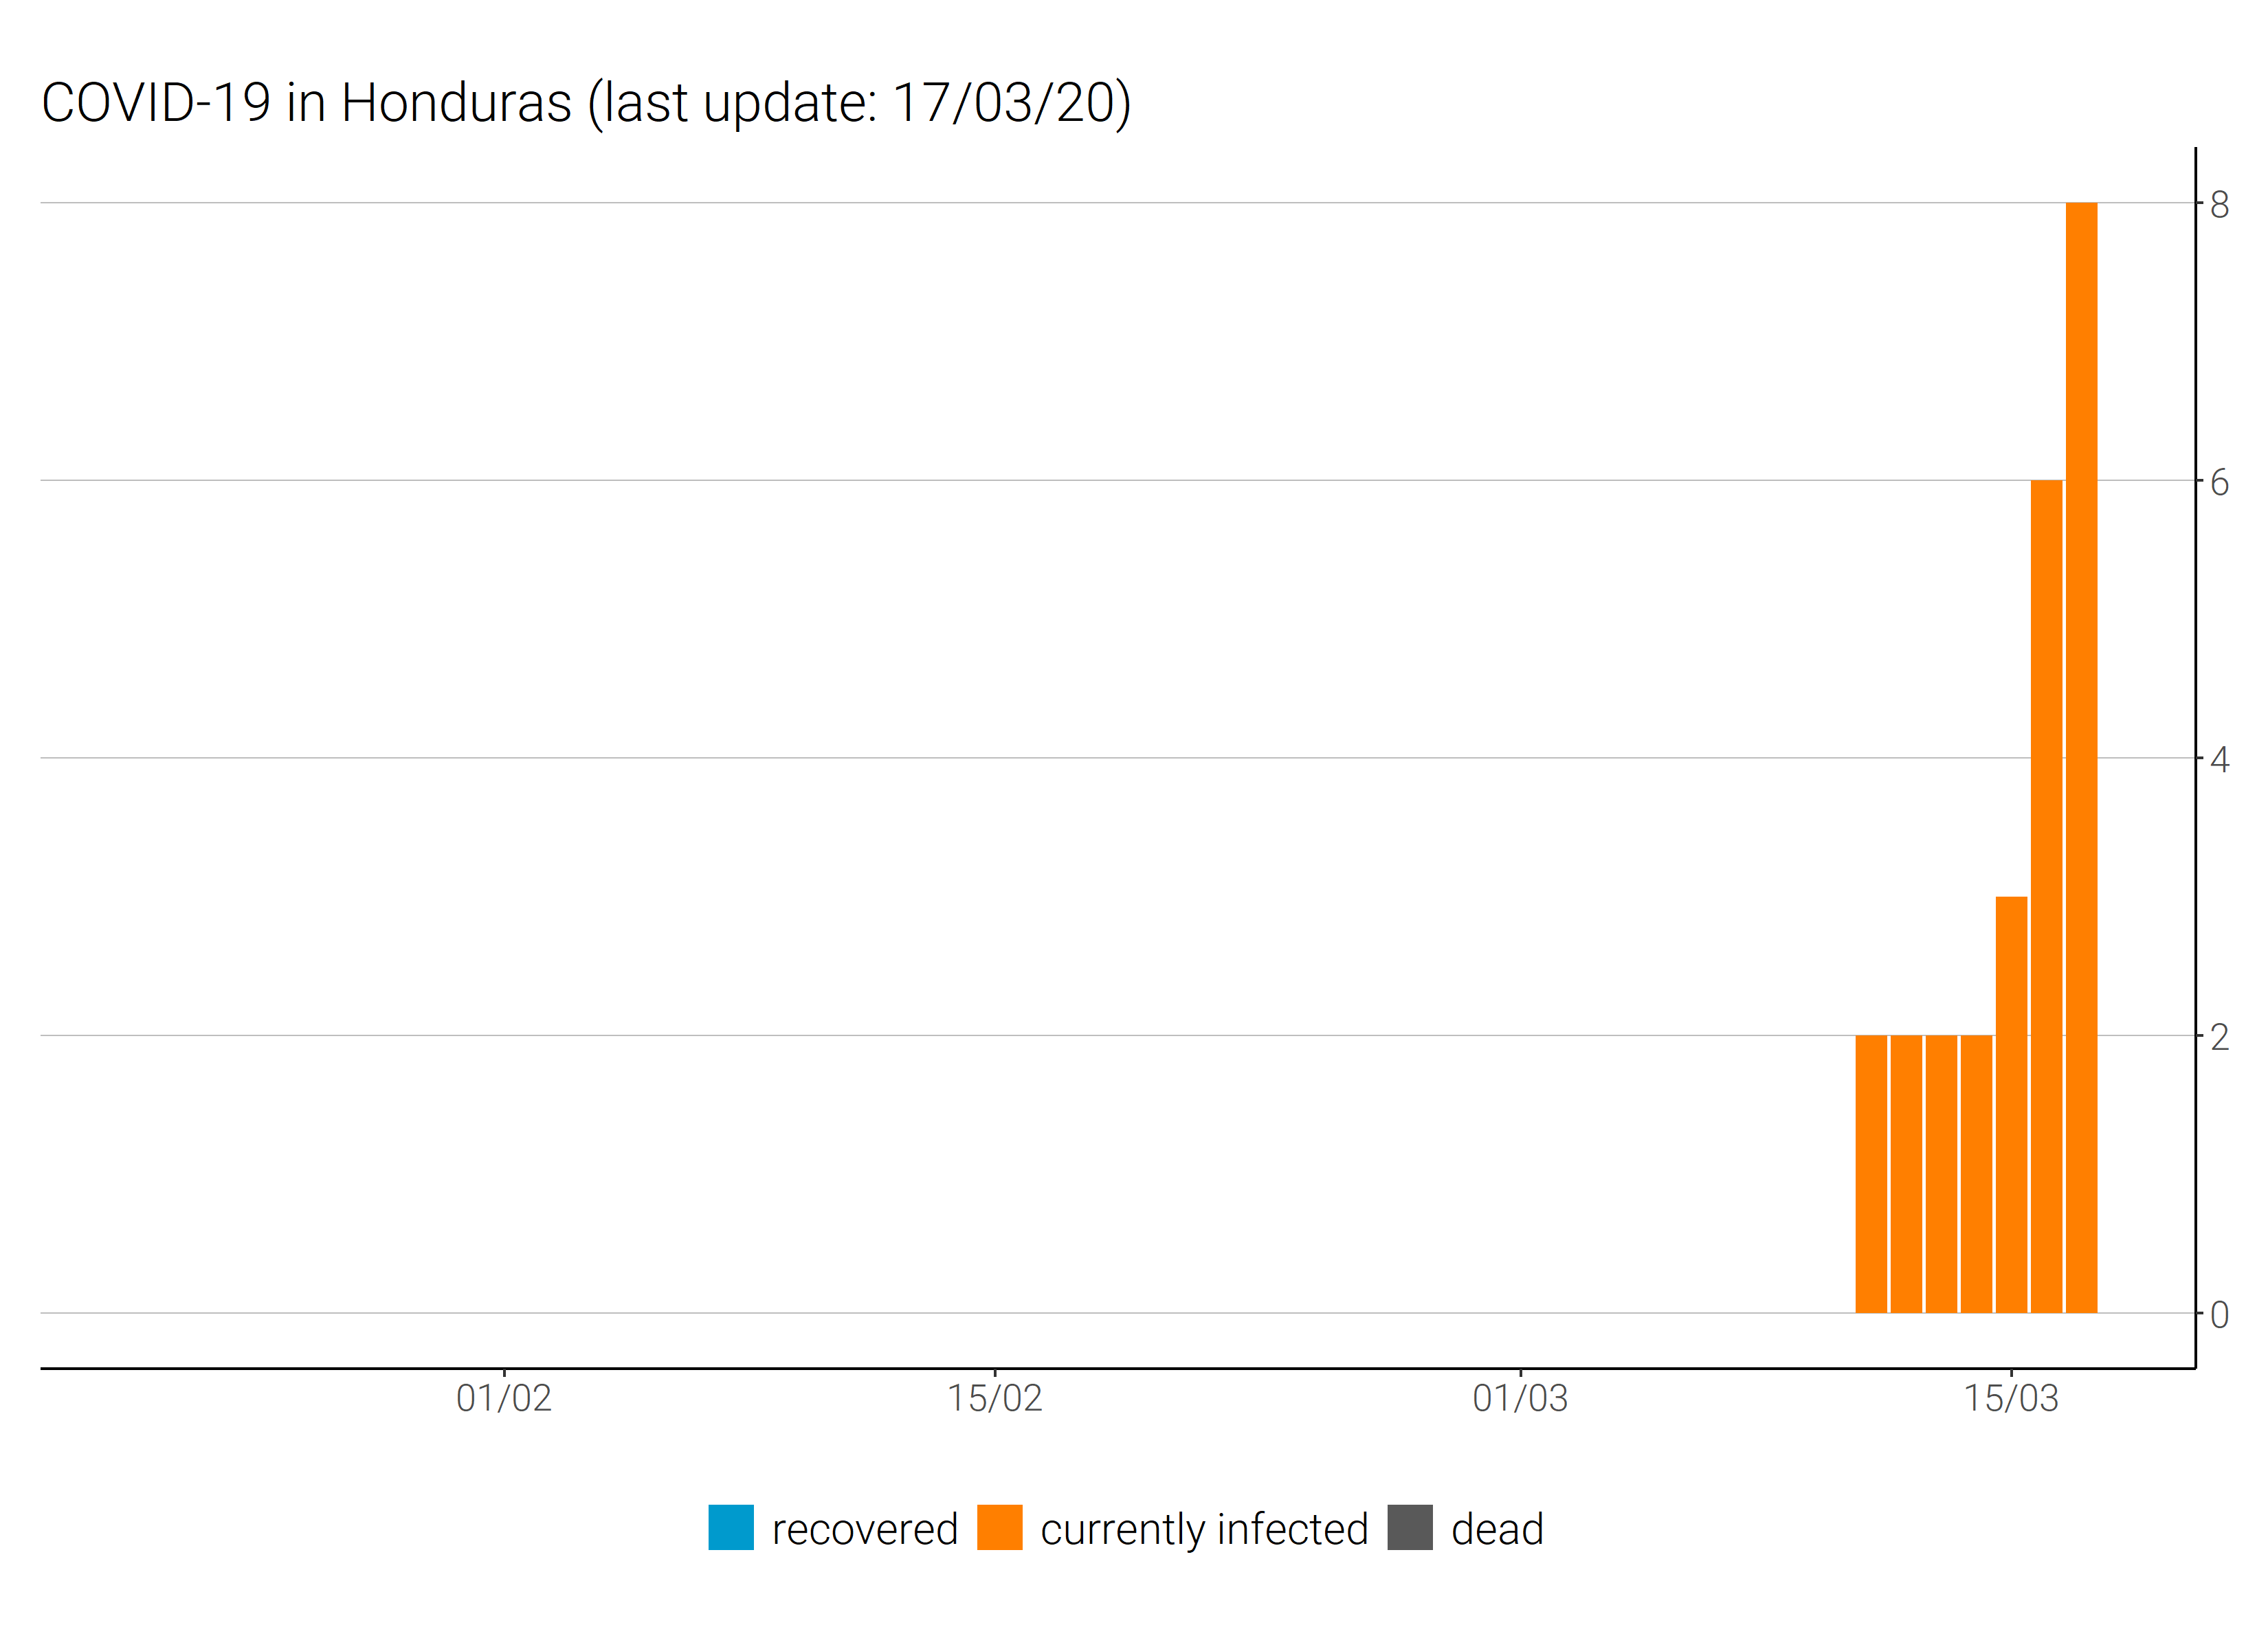 COVID-19 in Honduras (last update: 17/03/20)
8
6
4
2
0
01/02 15/02 01/03 15/03
recovered currently infected dead